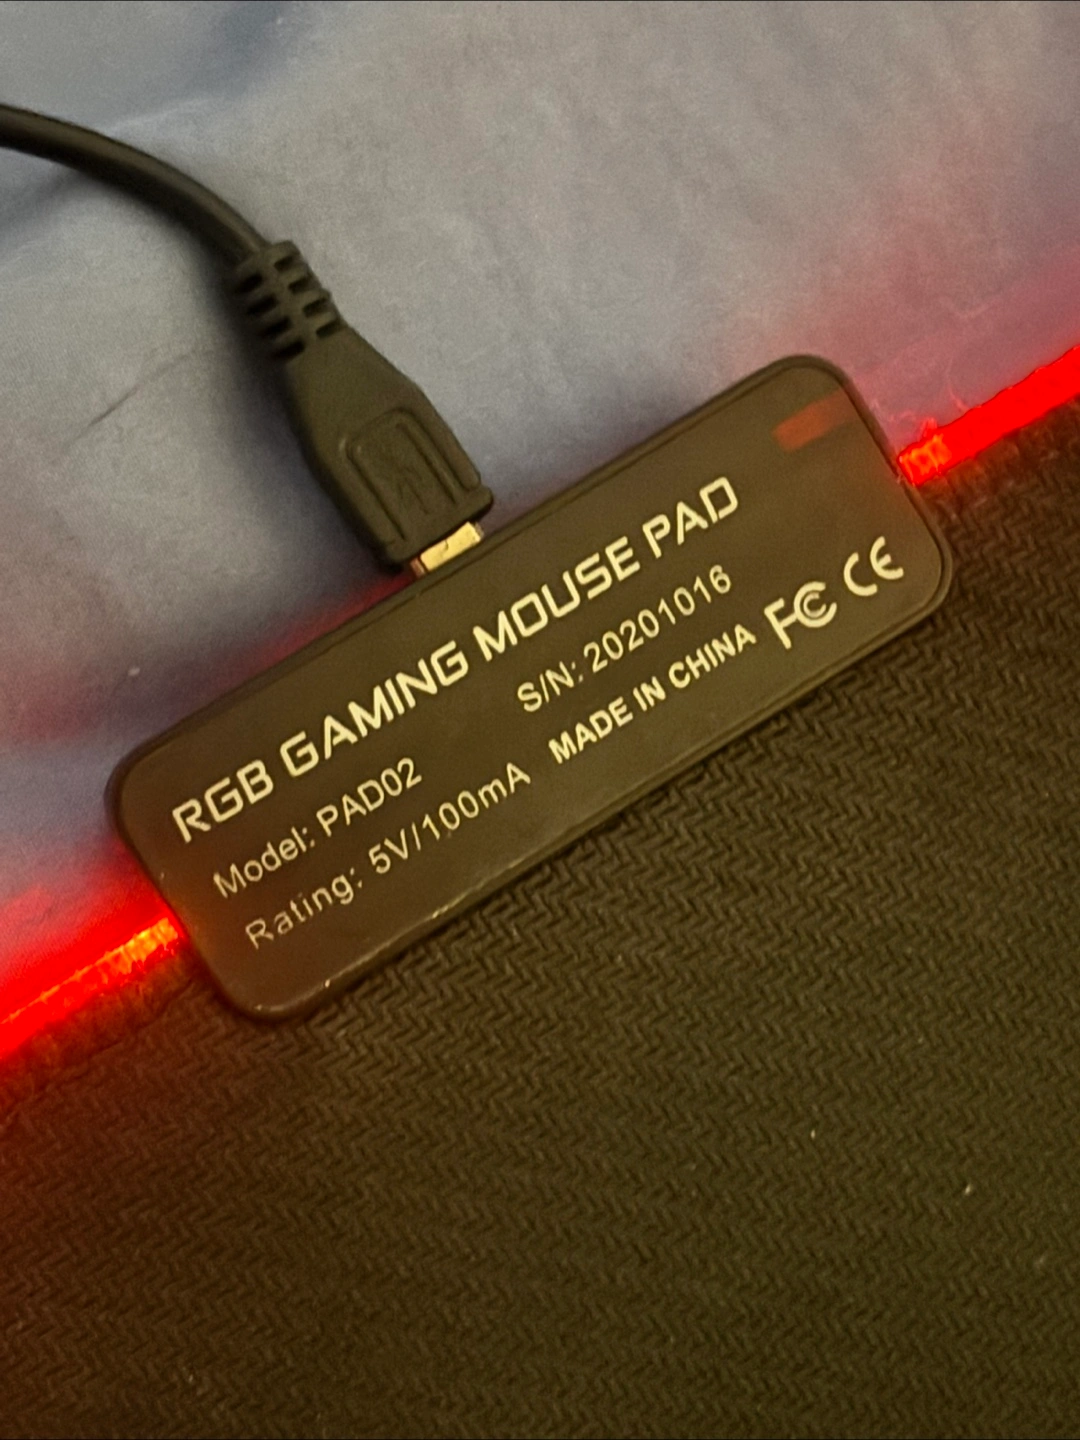 RGB GAMING MOUSE PAD
Model: PAD02 S/N: 20201016
Rating: 5V/100mA MADE IN CHINA FC CE